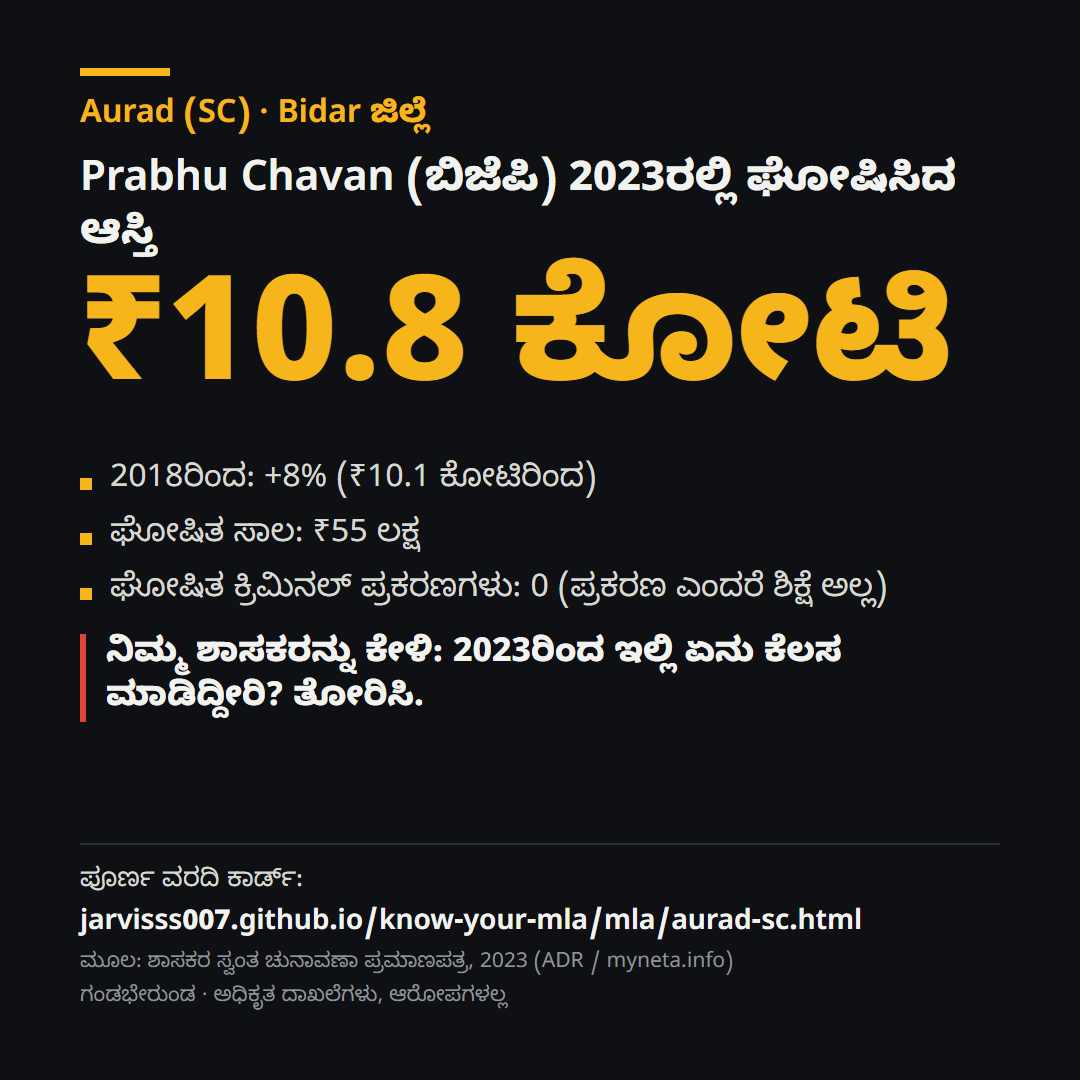 Aurad (SC) · Bidar ಜಿಲ್ಲೆ
Prabhu Chavan (ಬಿಜೆಪಿ) 2023ರಲ್ಲಿ ಘೋಷಿಸಿದ
ಆಸ್ತಿ
₹10.8 ಕೋಟಿ
2018ರಿಂದ: +8% (₹10.1 ಕೋಟಿರಿಂದ)
ಘೋಷಿತ ಸಾಲ: ₹55 ಲಕ್ಷ
ಘೋಷಿತ ಕ್ರಿಮಿನಲ್ ಪ್ರಕರಣಗಳು: 0 (ಪ್ರಕರಣ ಎಂದರೆ ಶಿಕ್ಷೆ ಅಲ್ಲ)
ನಿಮ್ಮ ಶಾಸಕರನ್ನು ಕೇಳಿ: 2023ರಿಂದ ಇಲ್ಲಿ ಏನು ಕೆಲಸ
ಮಾಡಿದ್ದೀರಿ? ತೋರಿಸಿ.
ಪೂರ್ಣ ವರದಿ ಕಾರ್ಡ್:
jarvisss007.github.io/know-your-mla/mla/aurad-sc.html
ಮೂಲ: ಶಾಸಕರ ಸ್ವಂತ ಚುನಾವಣಾ ಪ್ರಮಾಣಪತ್ರ, 2023 (ADR / myneta.info)
ಗಂಡಭೇರುಂಡ · ಅಧಿಕೃತ ದಾಖಲೆಗಳು, ಆರೋಪಗಳಲ್ಲ